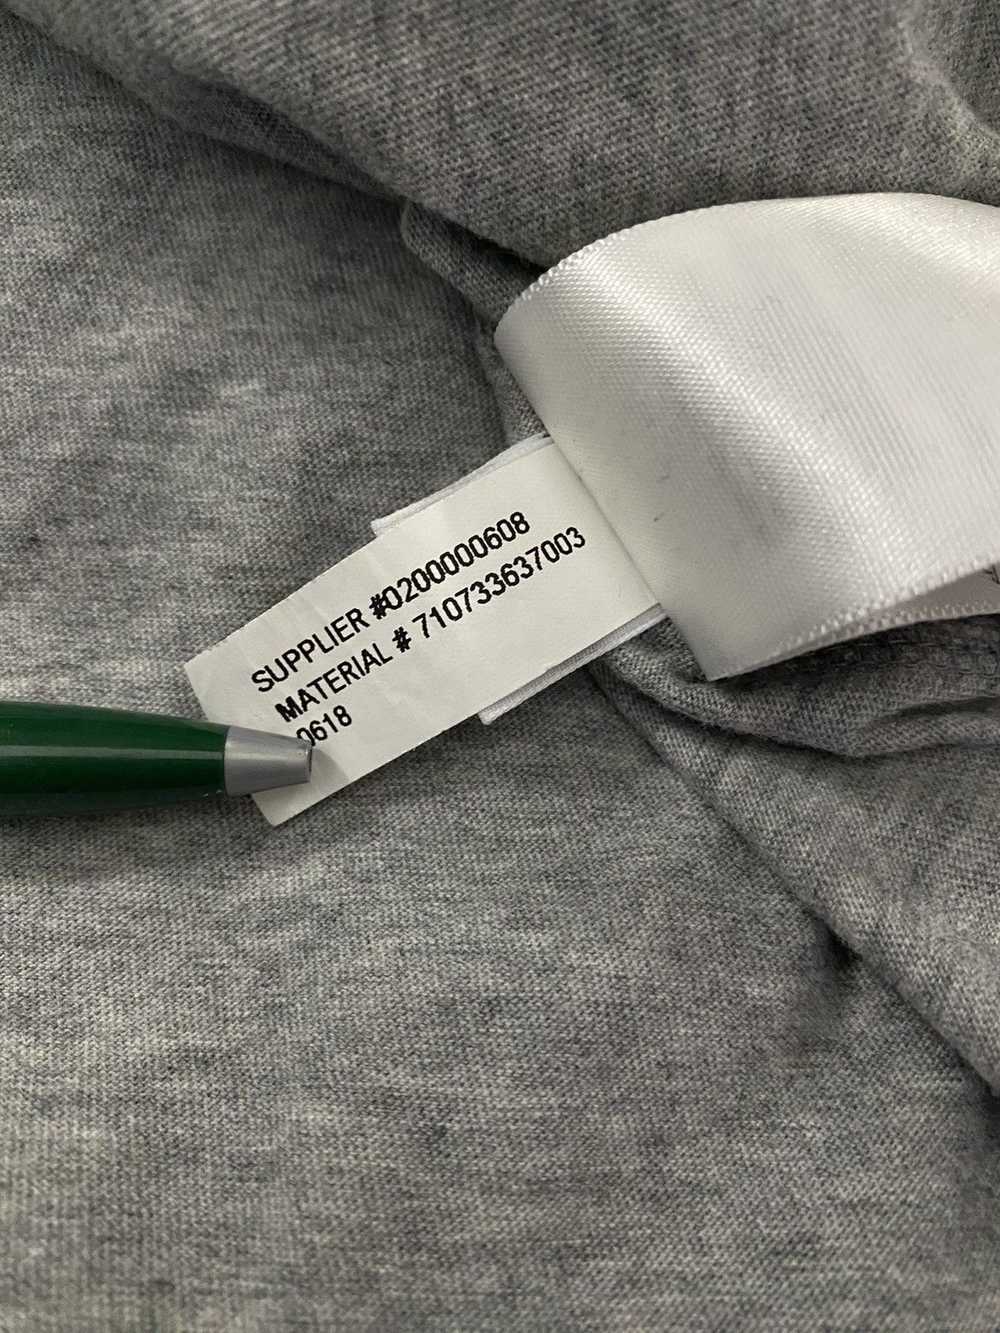 SUPPLIER #0200000608
MATERIAL # 710733637003
0618